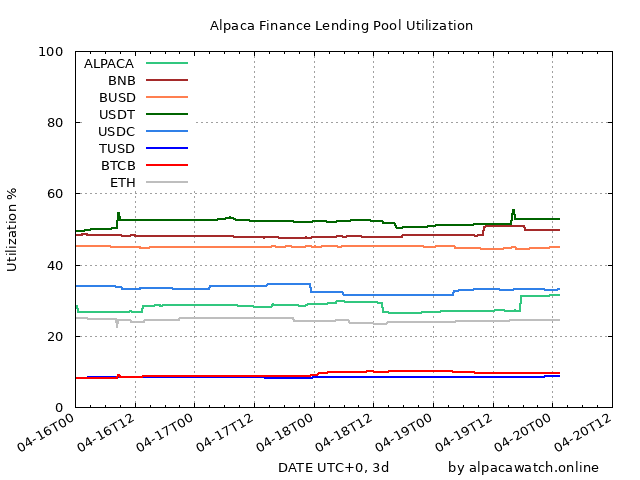 Alpaca Finance Lending Pool Utilization
100
80
60
40
20
0
Utilization %
ALPACA
BNB
BUSD
USDT
USDC
TUSD
BTCB
ETH
04-16T00
04-16T12
04-17T00
04-17T12
04-18T00
04-18T12
04-19T00
04-19T12
04-20T00
04-20T12
DATE UTC+0, 3d
by alpacawatch.online